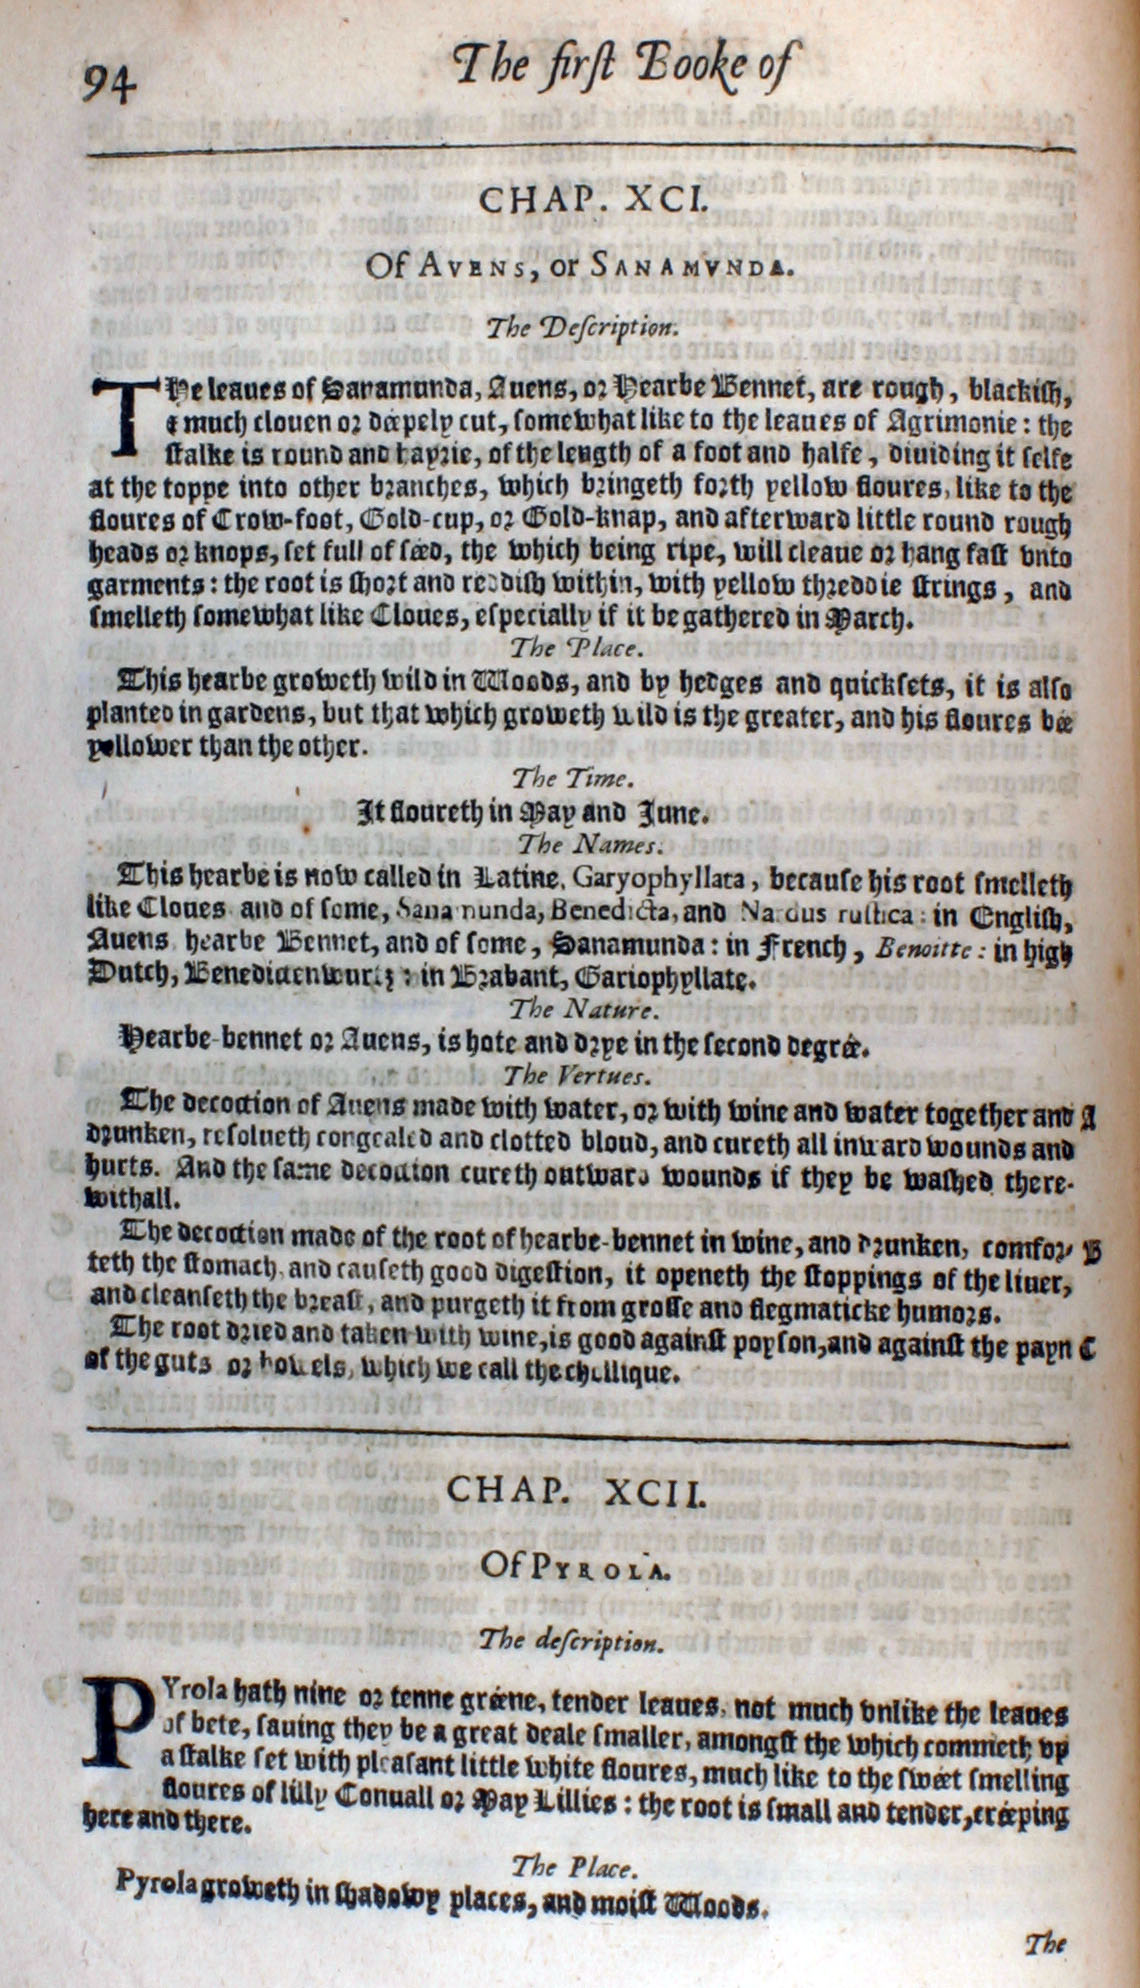 94
The first Booke of
CHAP. XCI.
Of AVENS, or SANAMVNDA.
The Description.
THe leaues of Sanamunda, Auens, or Hearbe Bennet, are rough, blackish,
& much clouen or déepely cut, somewhat like to the leaues of Agrimonie: the
stalke is round and hayrie, of the length of a foot and halfe, diuiding it selfe
at the toppe into other branches, which bringeth forth yellow floures, like to the
floures of Crow-foot, Gold-cup, or Gold-knap, and afterward little round rough
heads or knops, set full of séed, the which being ripe, will cleaue or hang fast vnto
garments: the root is short and reddish within, with yellow threddie strings, and
smelleth somewhat like Cloues, especially if it be gathered in March.
The Place.
This hearbe groweth wild in Woods, and by hedges and quicksets, it is also
planted in gardens, but that which groweth wild is the greater, and his floures bée
yellower than the other.
The Time.
It floureth in May and June.
The Names.
This hearbe is now called in Latine, Garyophyllata, because his root smelleth
like Cloues and of some, Sanamunda, Benedicta, and Nardus rustica: in English,
Auens hearbe Bennet, and of some, Sanamunda: in French, Benoitte: in high
Dutch, Benedictenwurtz: in Brabant, Gariophyllate.
The Nature.
Hearbe-bennet or Auens, is hote and drye in the second degrée.
The Vertues.
The decoction of Auens made with water, or with wine and water together and A
drunken, resolueth congealed and clotted bloud, and cureth all inward wounds and
hurts. And the same decoction cureth outward wounds if they be washed there-
withall.
The decoction made of the root of hearbe-bennet in wine, and drunken, comfor- B
teth the stomach, and causeth good digestion, it openeth the stoppings of the liuer,
and cleanseth the breast, and purgeth it from grosse and flegmaticke humors.
The root dried and taken with wine, is good against poyson, and against the payn C
of the guts or bowels, which we call the chollique.
CHAP. XCII.
Of PYROLA.
The description.
PYrola hath nine or tenne gréene, tender leaues, not much vnlike the leaues
of bete, sauing they be a great deale smaller, amongst the which commeth vp
a stalke set with pleasant little white floures, much like to the swéet smelling
floures of lilly Conuall or May Lillies: the root is small and tender, créeping
here and there.
The Place.
Pyrola groweth in shadowy places, and moist Woods.
The